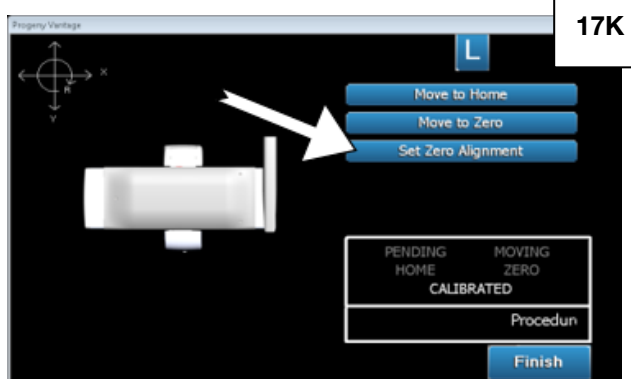 Progeny Vantage
17K
L
X
R
Y
Move to Home
Move to Zero
Set Zero Alignment
PENDING MOVING
HOME ZERO
CALIBRATED
Procedun
Finish